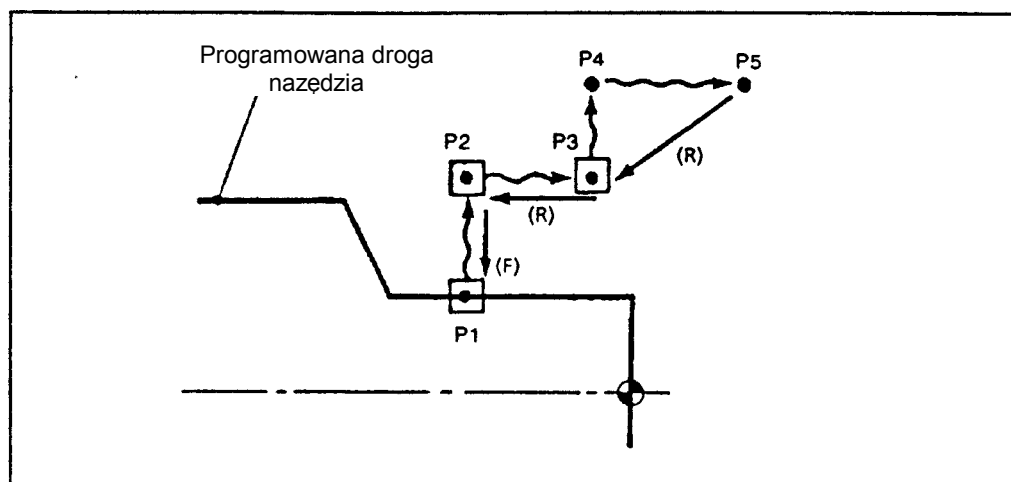 Programowana droga
nazędzia
P4
P5
P2
P3
(R)
(R)
(F)
P1